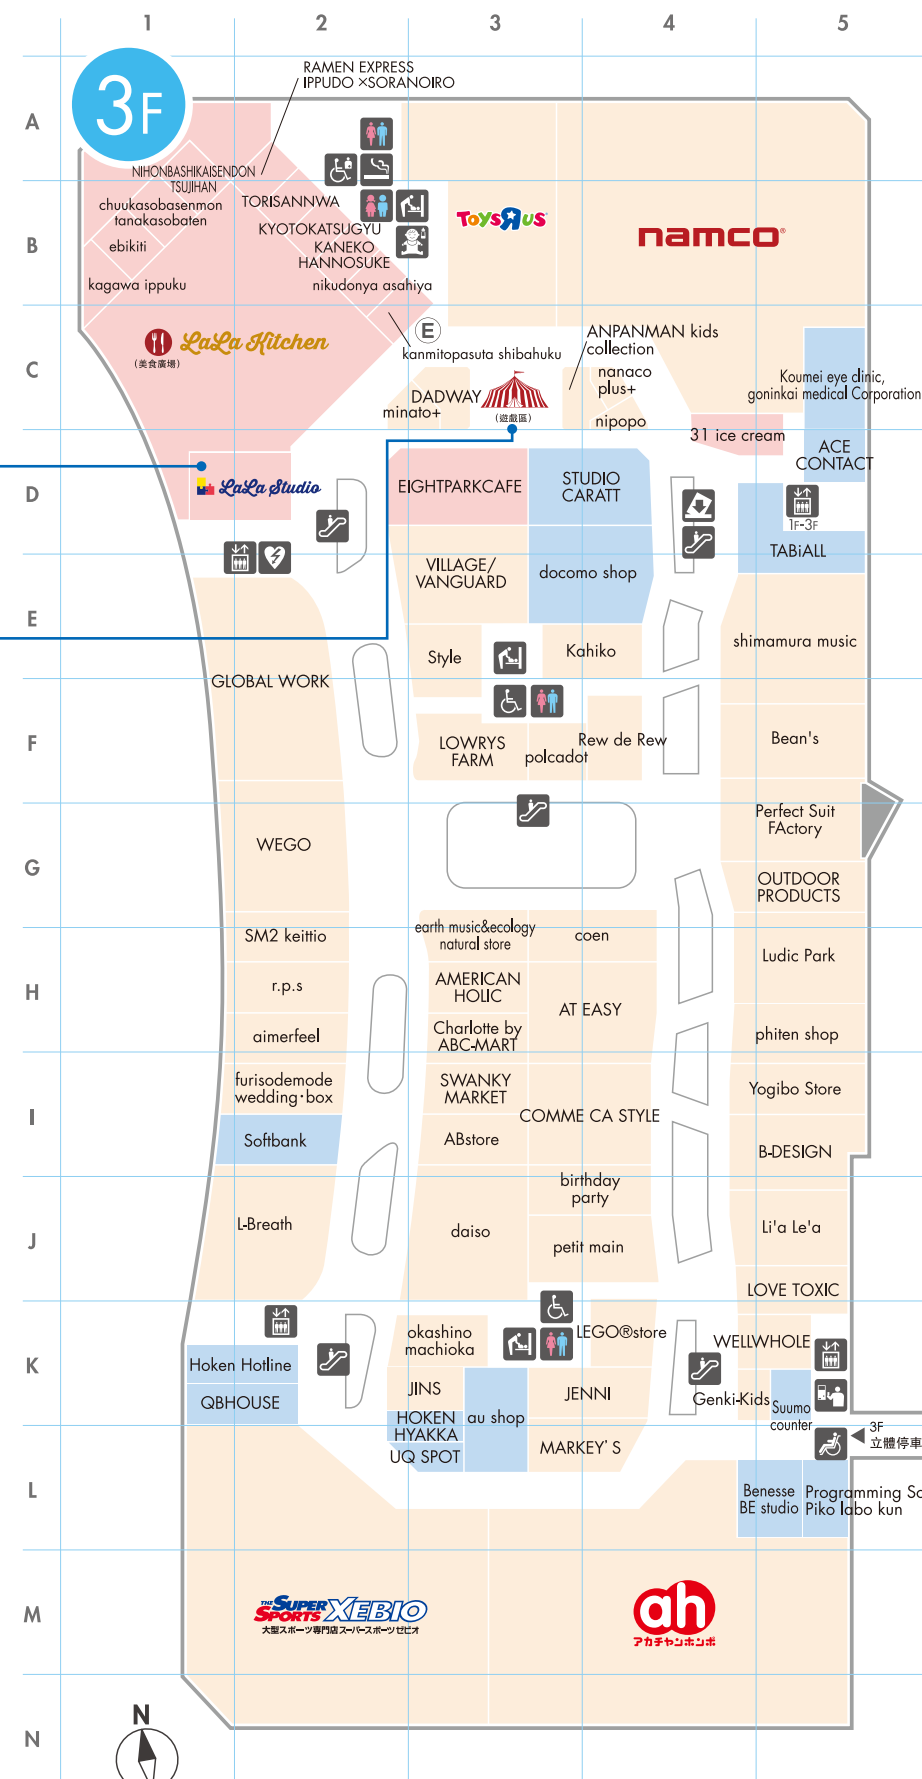 1 2 3 4 5
3F
RAMEN EXPRESS
IPPUDO ×SORANOIRO
A
NIHONBASHIKAISENDON
TSUJIHAN
chuukasobasenmon
tanakasobaten
TORISANNWA
ToysЯus
namco
B
ebikiti
KYOTOKATSUGYU
KANEKO
HANNOSUKE
kagawa ippuku
nikudonya asahiya
E
LaLa Kitchen
(美食廣場)
kanmitopasuta shibahuku
ANPANMAN kids
collection
C
nanaco
plus+
Koumei eye clinic,
goninkai medical Corporation
DADWAY
minato+
(遊戲區)
nipopo
31 ice cream
ACE
CONTACT
D
LaLa Studio
EIGHTPARKCAFE
STUDIO
CARATT
1F-3F
TABiALL
VILLAGE/
VANGUARD
docomo shop
E
Style
Kahiko
shimamura music
GLOBAL WORK
F
LOWRYS
FARM
polcadot
Rew de Rew
Bean's
Perfect Suit
FActory
G
WEGO
OUTDOOR
PRODUCTS
SM2 keittio
earth music&ecology
natural store
coen
Ludic Park
H
r.p.s
AMERICAN
HOLIC
AT EASY
aimerfeel
Charlotte by
ABC-MART
phiten shop
furisodemode
wedding・box
SWANKY
MARKET
Yogibo Store
I
COMME CA STYLE
Softbank
ABstore
B-DESIGN
birthday
party
L-Breath
daiso
Li'a Le'a
J
petit main
LOVE TOXIC
okashino
machioka
LEGO®store
WELLWHOLE
K
Hoken Hotline
QBHOUSE
JINS
JENNI
Genki-Kids
Suumo
counter
HOKEN
HYAKKA
au shop
UQ SPOT
MARKEY'S
3F
立體停車
L
Benesse
BE studio
Programming Sc
Piko labo kun
M
THE SUPER SPORTS XEBIO
大型スポーツ専門店スーパースポーツゼビオ
ah
アカチャンホンポ
N
N